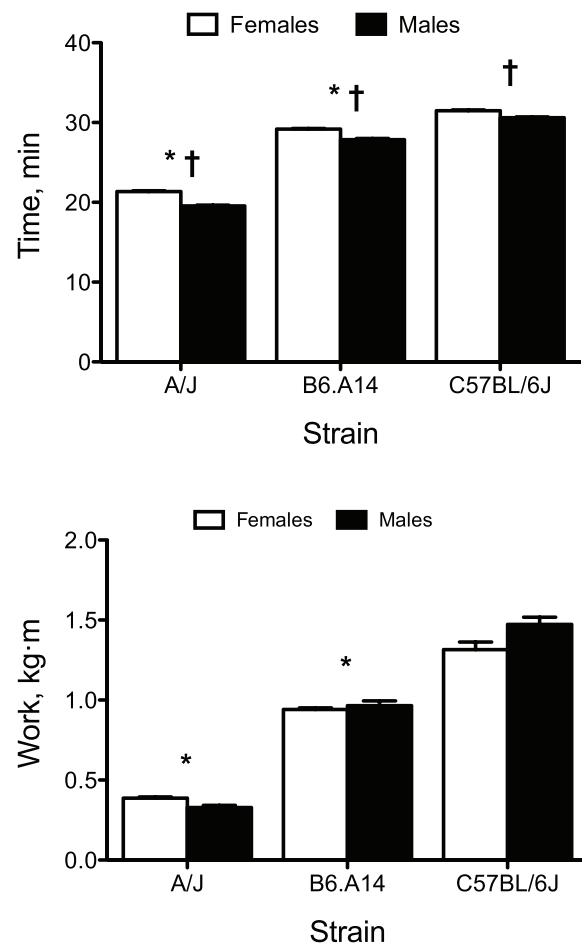 Females Males
40
* †
* †
†
30
20
10
0
Time, min
A/J B6.A14 C57BL/6J
Strain
Females Males
2.0
1.5
1.0
0.5
0.0
*
*
Work, kg·m
A/J B6.A14 C57BL/6J
Strain